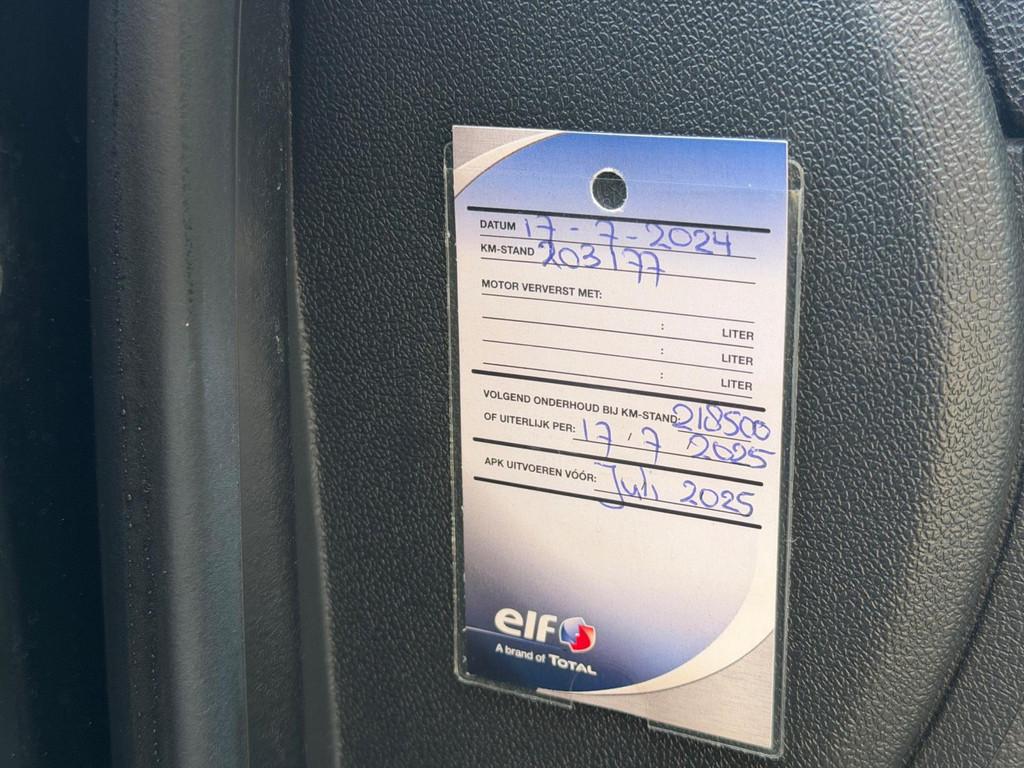 DATUM 17-7-2024
KM-STAND 203177
MOTOR VERVERST MET:
: LITER
: LITER
: LITER
VOLGEND ONDERHOUD BIJ KM-STAND: 218500
OF UITERLIJK PER: 17 / 7 2025
APK UITVOEREN VÓÓR: Juli 2025
elf
A brand of TOTAL